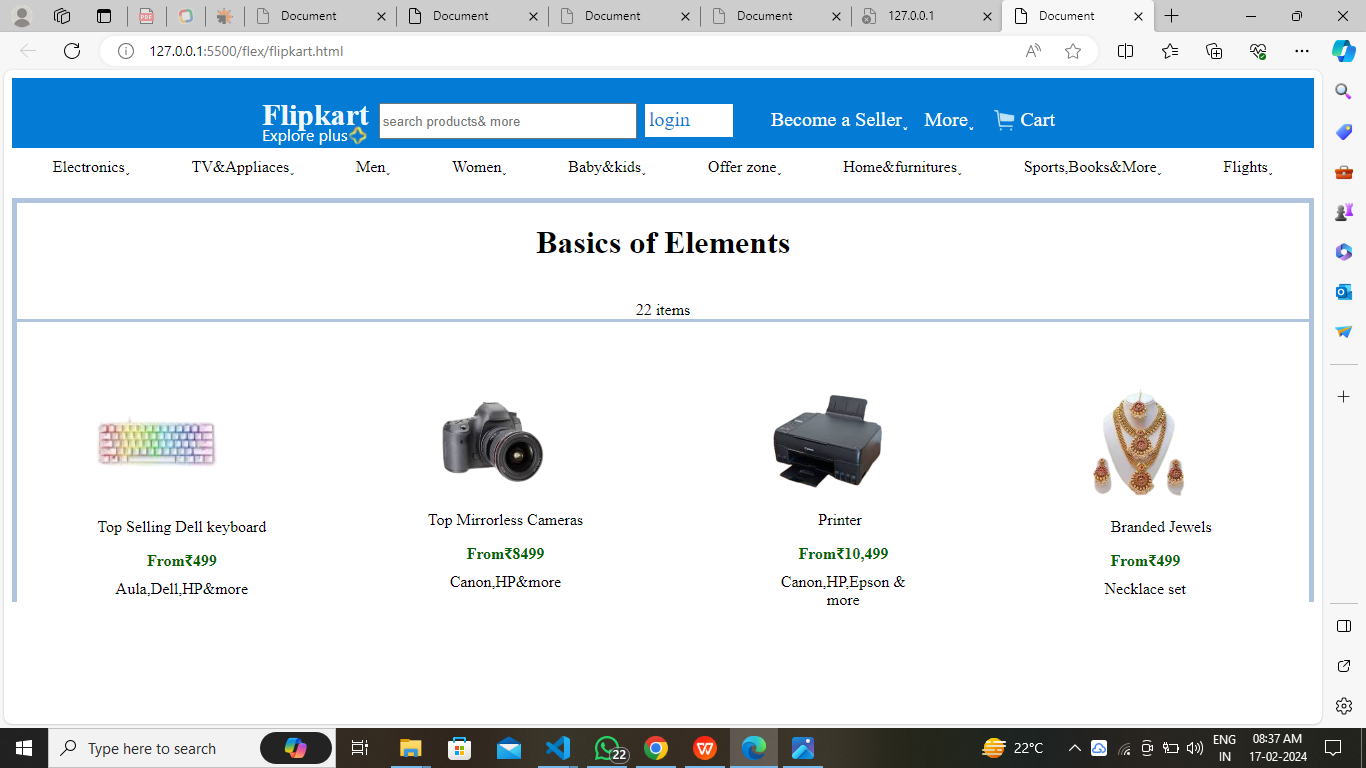 Document
Document
Document
Document
127.0.0.1
Document
127.0.0.1:5500/flex/flipkart.html
Flipkart
Explore plus
search products& more
login
Become a Seller
More
Cart
Electronics
TV&Appliaces
Men
Women
Baby&kids
Offer zone
Home&furnitures
Sports,Books&More
Flights
Basics of Elements
22 items
Top Selling Dell keyboard
From₹499
Aula,Dell,HP&more
Top Mirrorless Cameras
From₹8499
Canon,HP&more
Printer
From₹10,499
Canon,HP,Epson &
more
Branded Jewels
From₹499
Necklace set
Type here to search
22
22°C
ENG
IN
08:37 AM
17-02-2024